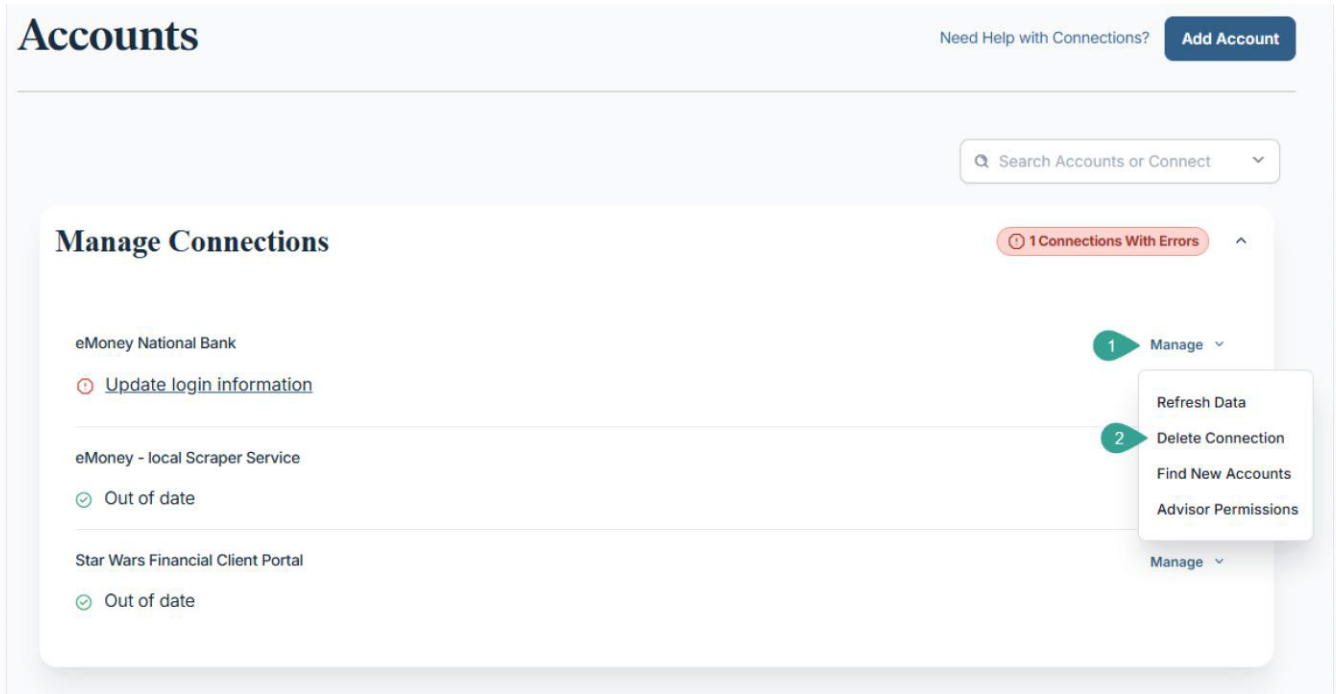 Accounts
Need Help with Connections?
Add Account
Search Accounts or Connect
Manage Connections
1 Connections With Errors
eMoney National Bank
1
Manage
Update login information
Refresh Data
2
Delete Connection
Find New Accounts
Advisor Permissions
eMoney - local Scraper Service
Out of date
Star Wars Financial Client Portal
Manage
Out of date